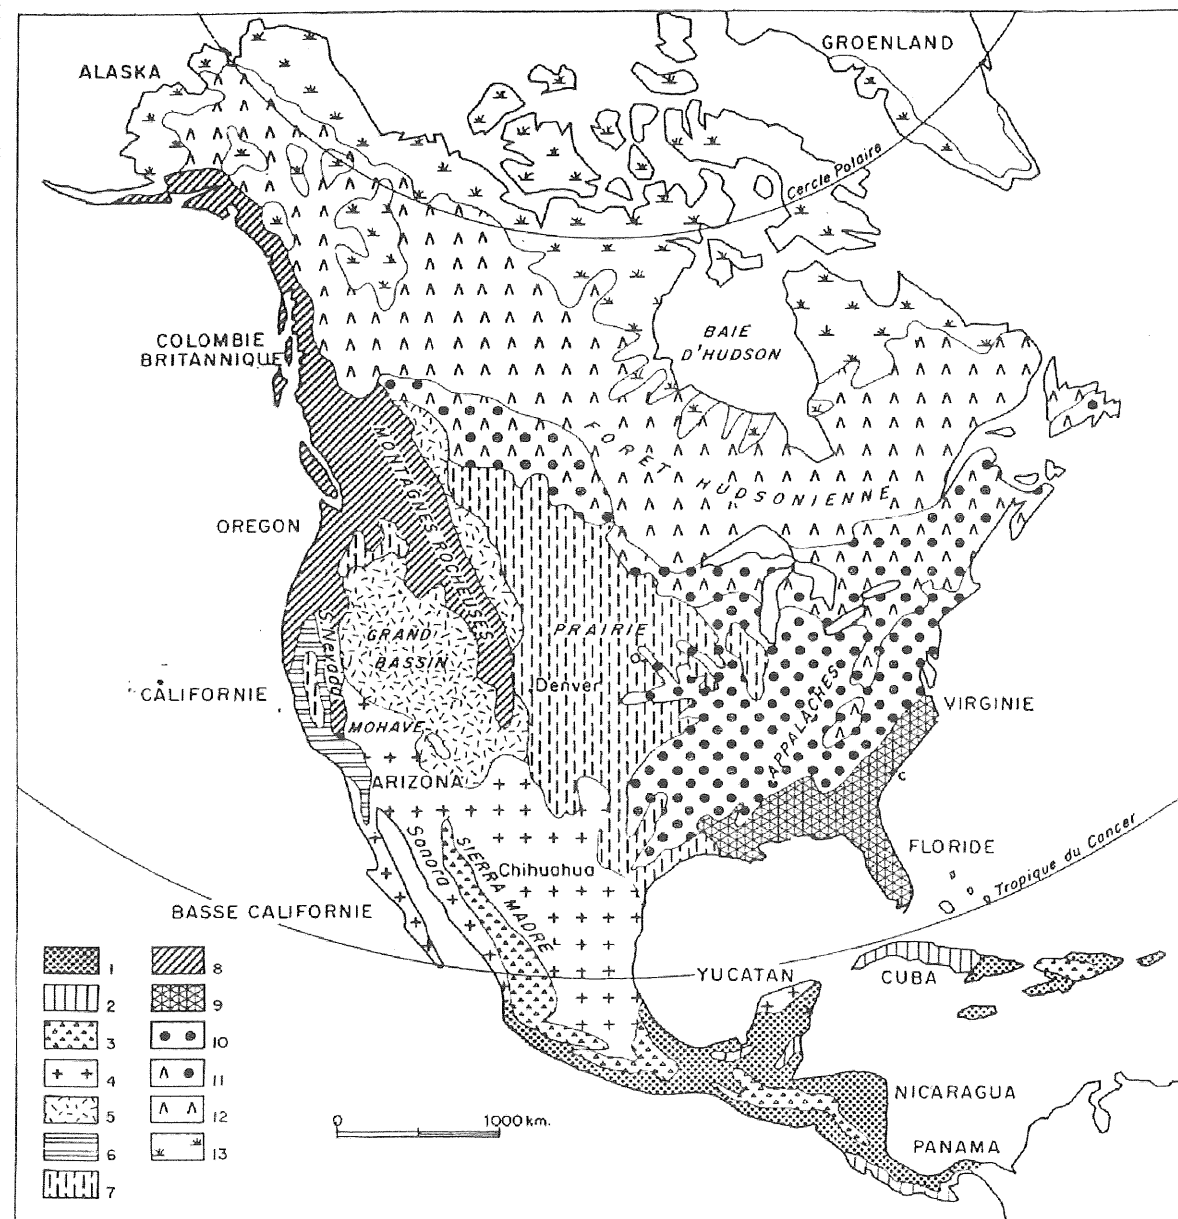 GROENLAND
ALASKA
Cercle Polaire
COLOMBIE
BRITANNIQUE
BAIE
D'HUDSON
MONTAGNES ROCHEUSES
FORET HUDSONIENNE
OREGON
S.Nevada
GRAND
BASSIN
PRAIRIE
Denver
CALIFORNIE
MOHAVE
APPALACHES
VIRGINIE
C
ARIZONA
Sonora
SIERRA MADRE
Chihuahua
FLORIDE
Tropique du Cancer
BASSE CALIFORNIE
YUCATAN
CUBA
NICARAGUA
PANAMA
0 1000 km.
1 8
2 9
3 10
4 11
5 12
6 13
7